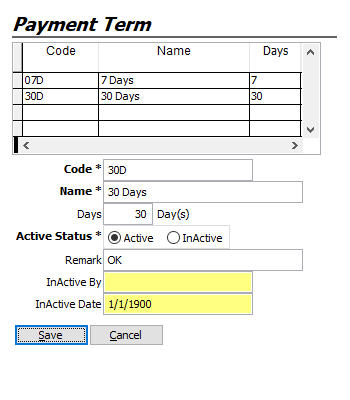 Payment Term
Code Name Days
07D 7 Days 7
30D 30 Days 30
Code * 30D
Name * 30 Days
Days 30 Day(s)
Active Status * Active InActive
Remark OK
InActive By
InActive Date 1/1/1900
Save Cancel